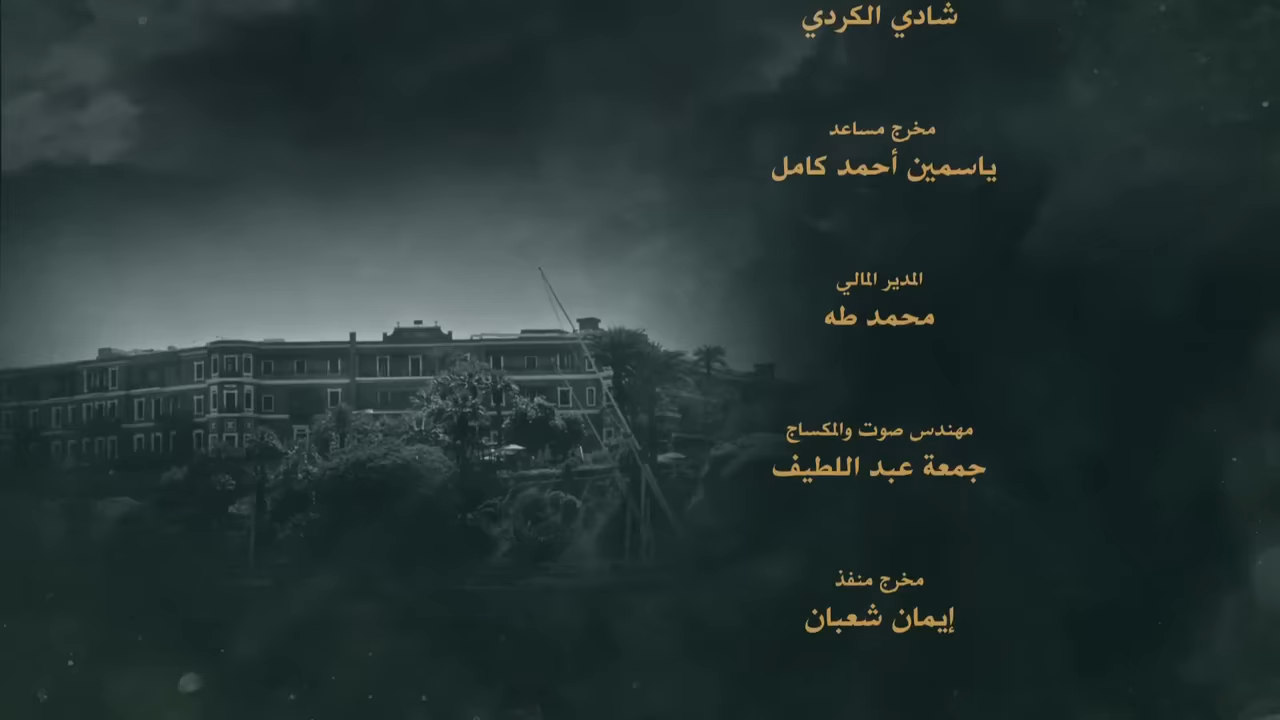 شادي الكردي
مخرج مساعد
ياسمين أحمد كامل
المدير المالي
محمد طه
مهندس صوت والمكساج
جمعة عبد اللطيف
مخرج منفذ
إيمان شعبان